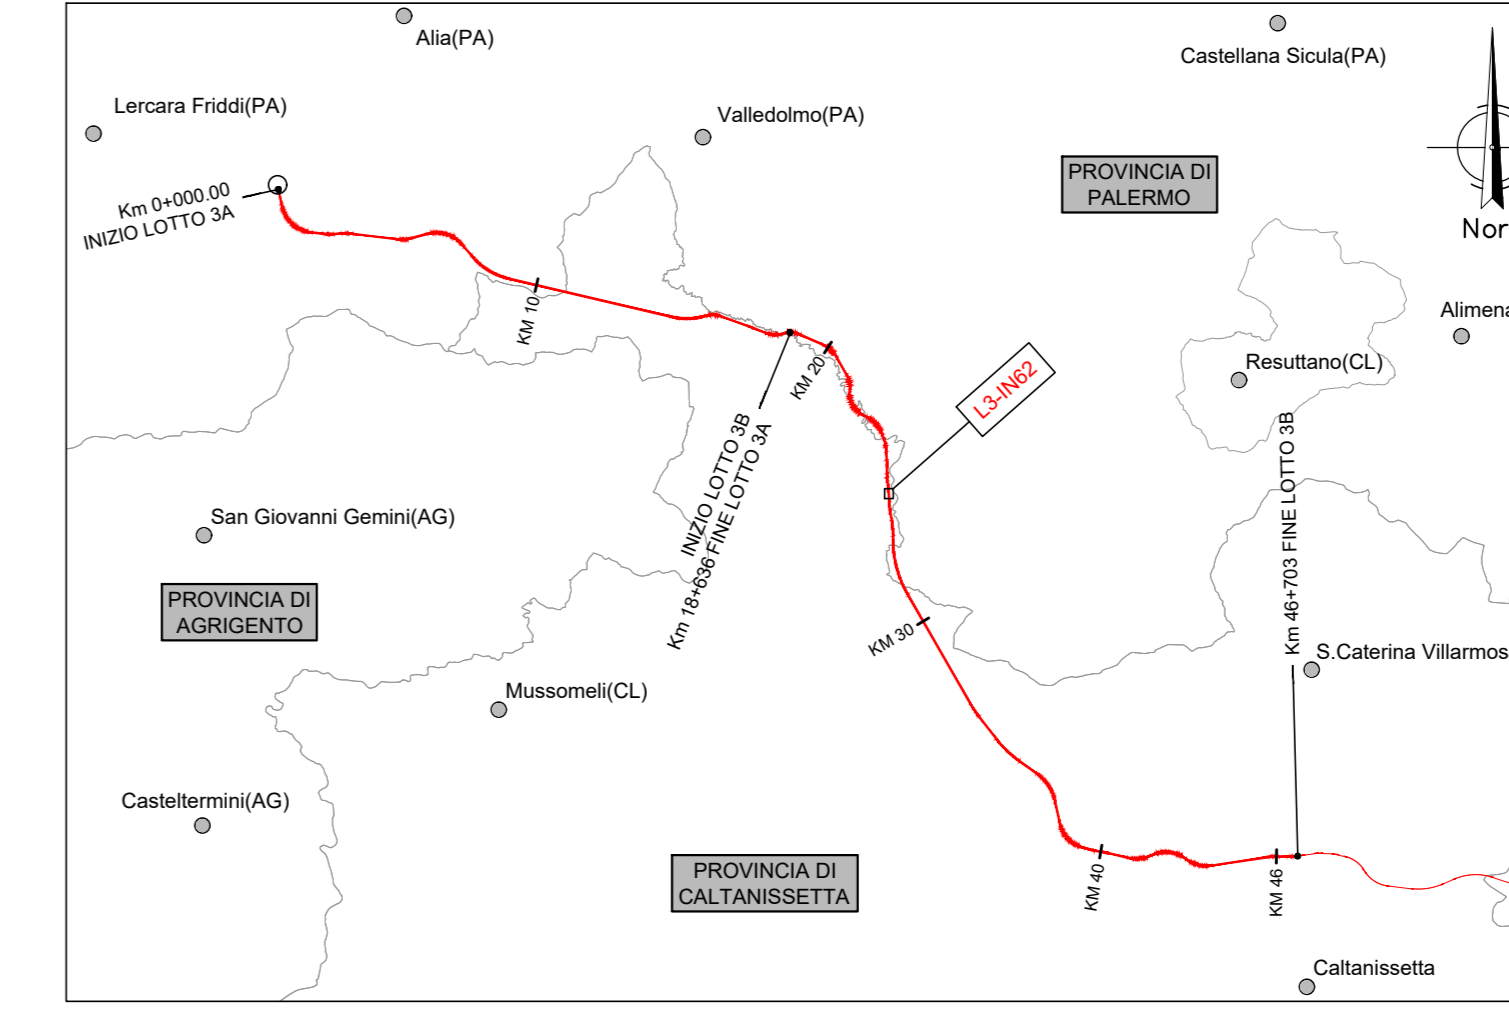 Alia(PA)
Castellana Sicula(PA)
Lercara Friddi(PA)
Valledolmo(PA)
PROVINCIA DI
PALERMO
Km 0+000.00
INIZIO LOTTO 3A
Nor
KM 10
Alimena
KM 20
Resuttano(CL)
L3-IN62
INIZIO LOTTO 3B
Km 18+636 FINE LOTTO 3A
Km 46+703 FINE LOTTO 3B
San Giovanni Gemini(AG)
PROVINCIA DI
AGRIGENTO
KM 30
S.Caterina Villarmos
Mussomeli(CL)
Casteltermini(AG)
PROVINCIA DI
CALTANISSETTA
KM 40
KM 46
Caltanissetta